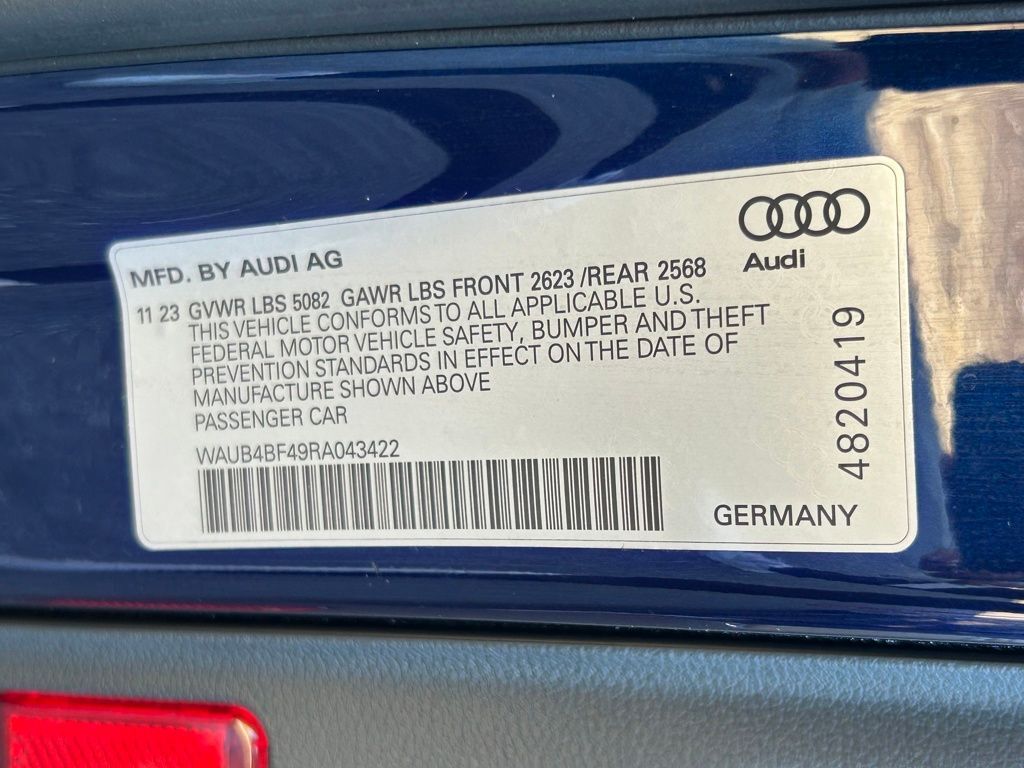 Audi
MFD. BY AUDI AG
11 23 GVWR LBS 5082 GAWR LBS FRONT 2623 /REAR 2568
THIS VEHICLE CONFORMS TO ALL APPLICABLE U.S.
FEDERAL MOTOR VEHICLE SAFETY, BUMPER AND THEFT
PREVENTION STANDARDS IN EFFECT ON THE DATE OF
MANUFACTURE SHOWN ABOVE
PASSENGER CAR
WAUB4BF49RA043422
GERMANY
4820419